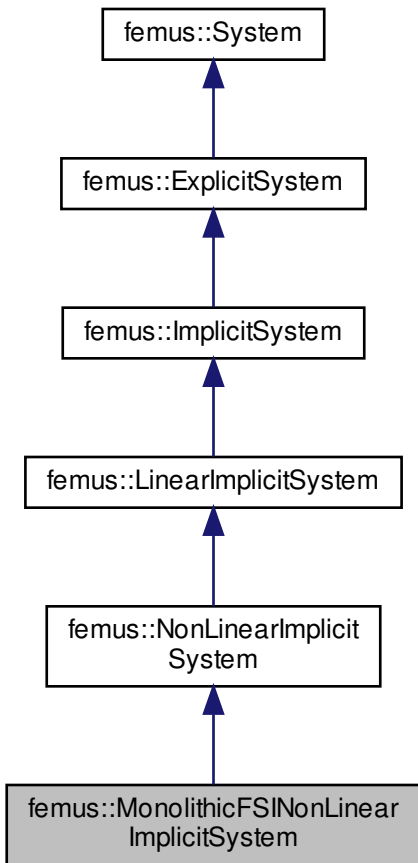 femus::System
femus::ExplicitSystem
femus::ImplicitSystem
femus::LinearImplicitSystem
femus::NonLinearImplicit
System
femus::MonolithicFSINonLinear
ImplicitSystem